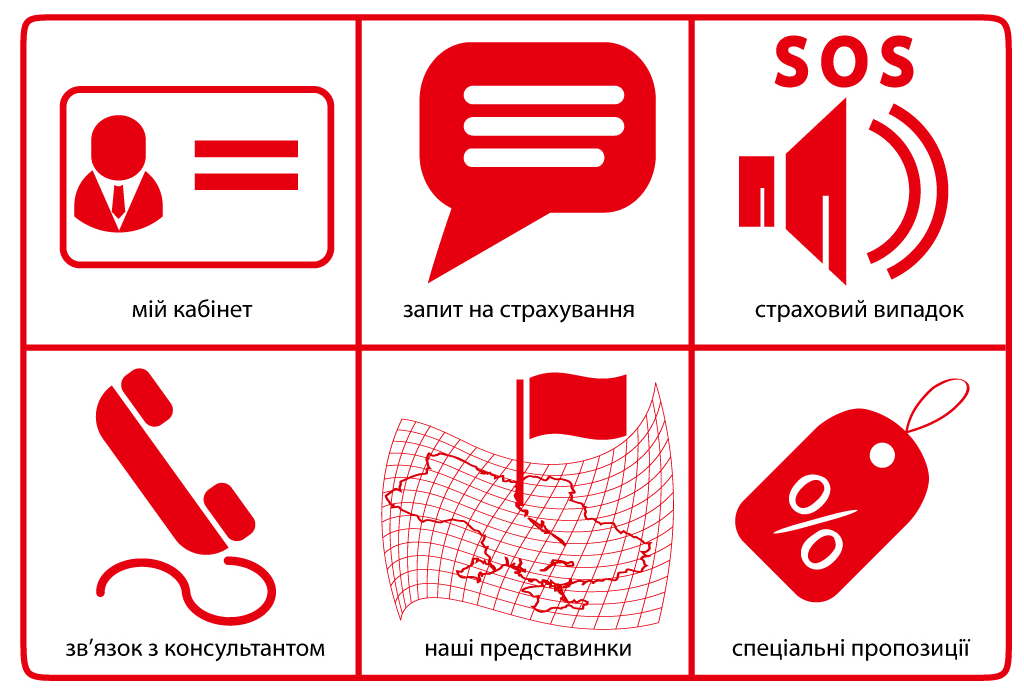 SOS
мій кабінет
запит на страхування
страховий випадок
зв’язок з консультантом
наші представинки
спеціальні пропозиції